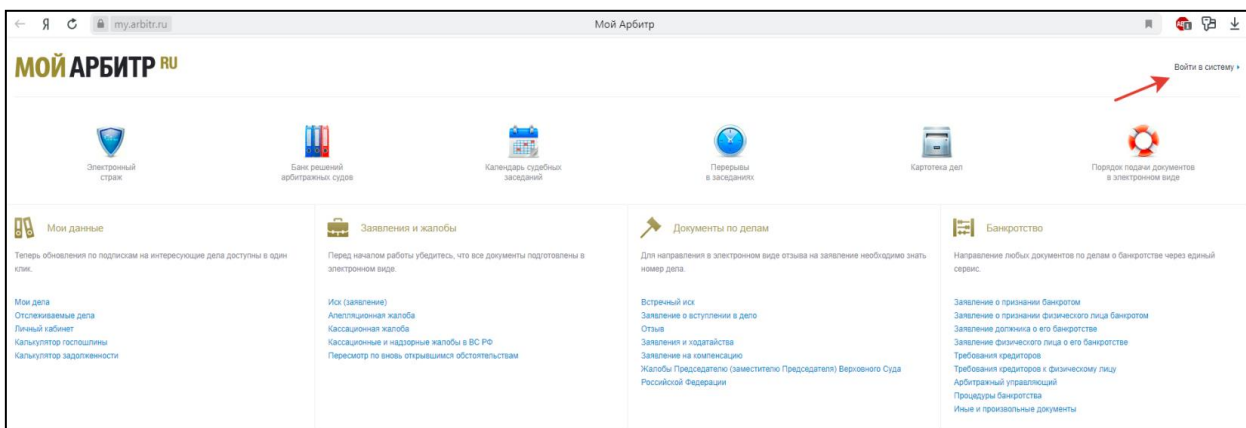 my.arbitr.ru
Мой Арбитр
МОЙ АРБИТР RU
Войти в систему
Электронный
страж
Банк решений
арбитражных судов
Календарь судебных
заседаний
Перерывы
в заседаниях
Картотека дел
Порядок подачи документов
в электронном виде
Мои данные
Теперь обновления по подпискам на интересующие дела доступны в один
клик.
Мои дела
Отслеживаемые дела
Личный кабинет
Калькулятор госпошлины
Калькулятор задолженности
Заявления и жалобы
Перед началом работы убедитесь, что все документы подготовлены в
электронном виде.
Иск (заявление)
Апелляционная жалоба
Кассационная жалоба
Кассационные и надзорные жалобы в ВС РФ
Пересмотр по вновь открывшимся обстоятельствам
Документы по делам
Для направления в электронном виде отзыва на заявление необходимо знать
номер дела.
Встречный иск
Заявление о вступлении в дело
Отзыв
Заявления и ходатайства
Заявление на компенсацию
Жалобы Председателю (заместителю Председателя) Верховного Суда
Российской Федерации
Банкротство
Направление любых документов по делам о банкротстве через единый
сервис.
Заявление о признании банкротом
Заявление о признании физического лица банкротом
Заявление должника о его банкротстве
Заявление физического лица о его банкротстве
Требования кредиторов
Требования кредиторов к физическому лицу
Арбитражный управляющий
Процедуры банкротства
Иные и произвольные документы